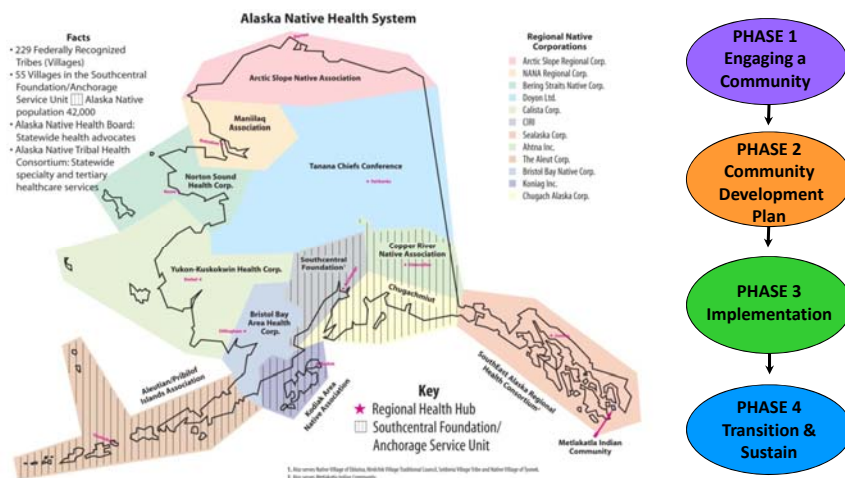 Alaska Native Health System
Facts
• 229 Federally Recognized
Tribes (Villages)
• 55 Villages in the Southcentral
Foundation/Anchorage
Service Unit Alaska Native
population 42,000
• Alaska Native Health Board:
Statewide health advocates
• Alaska Native Tribal Health
Consortium: Statewide
specialty and tertiary
healthcare services
Regional Native
Corporations
Arctic Slope Regional Corp.
NANA Regional Corp.
Bering Straits Native Corp.
Doyon Ltd.
Calista Corp.
CIRI
Sealaska Corp.
Ahtna Inc.
The Aleut Corp.
Bristol Bay Native Corp.
Koniag Inc.
Chugach Alaska Corp.
Arctic Slope Native Association
Maniilaq
Association
Tanana Chiefs Conference
Fairbanks
Norton Sound
Health Corp.
Yukon-Kuskokwin Health Corp.
Bethel
Southcentral
Foundation¹
Copper River
Native Association
Chugachmiut
Bristol Bay
Area Health
Corp.
Dillingham
Aleutian/Pribilof
Islands Association
Kodiak Area
Native Association
SouthEast Alaska Regional
Health Consortium²
Metlakatla Indian
Community
Key
Regional Health Hub
Southcentral Foundation/
Anchorage Service Unit
PHASE 1
Engaging a
Community
PHASE 2
Community
Development
Plan
PHASE 3
Implementation
PHASE 4
Transition &
Sustain